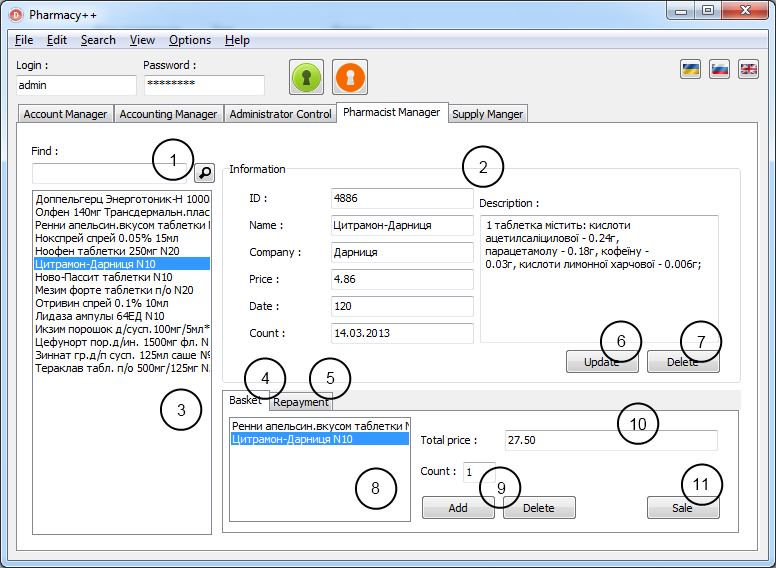 Pharmacy++
File Edit Search View Options Help
Login :
Password :
admin
********
Account Manager
Accounting Manager
Administrator Control
Pharmacist Manager
Supply Manger
Find :
1
Доппельгерц Энерготоник-Н 1000
Олфен 140мг Трансдермальн.плас
Ренни апельсин.вкусом таблетки
Нокспрей спрей 0.05% 15мл
Ноофен таблетки 250мг N20
Цитрамон-Дарниця N10
Ново-Пассит таблетки N10
Мезим форте таблетки п/о N20
Отривин спрей 0.1% 10мл
Лидаза ампулы 64ЕД N10
Икзим порошок д/сусп.100мг/5мл*
Цефунорт пор.д/ин. 1500мг фл. N
Зиннат гр.д/п сусп. 125мл саше N
Тераклав табл. п/о 500мг/125мг N
3
Information
2
ID :
4886
Name :
Цитрамон-Дарниця
Company :
Дарниця
Price :
4.86
Date :
120
Count :
14.03.2013
Description :
1 таблетка містить: кислоти
ацетилсаліцилової - 0.24г,
парацетамолу - 0.18г, кофеїну -
0.03г, кислоти лимонної харчової - 0.006г;
6
Update
7
Delete
4
Basket
5
Repayment
Ренни апельсин.вкусом таблетки
Цитрамон-Дарниця N10
8
Total price :
27.50
10
Count :
1
9
Add
Delete
11
Sale